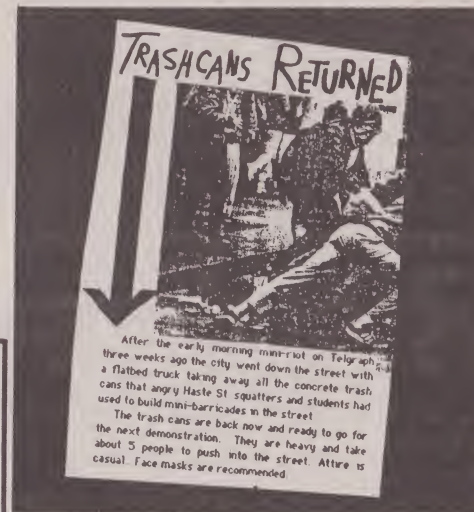 TRASHCANS RETURNED
After the early morning mini-riot on Telgraph,
three weeks ago the city went down the street with
a flatbed truck taking away all the concrete trash
cans that angry Haste St squatters and students had
used to build mini-barricades in the street
The trash cans are back now and ready to go for
the next demonstration. They are heavy and take
about 5 people to push into the street. Attire is
casual. Face masks are recommended.